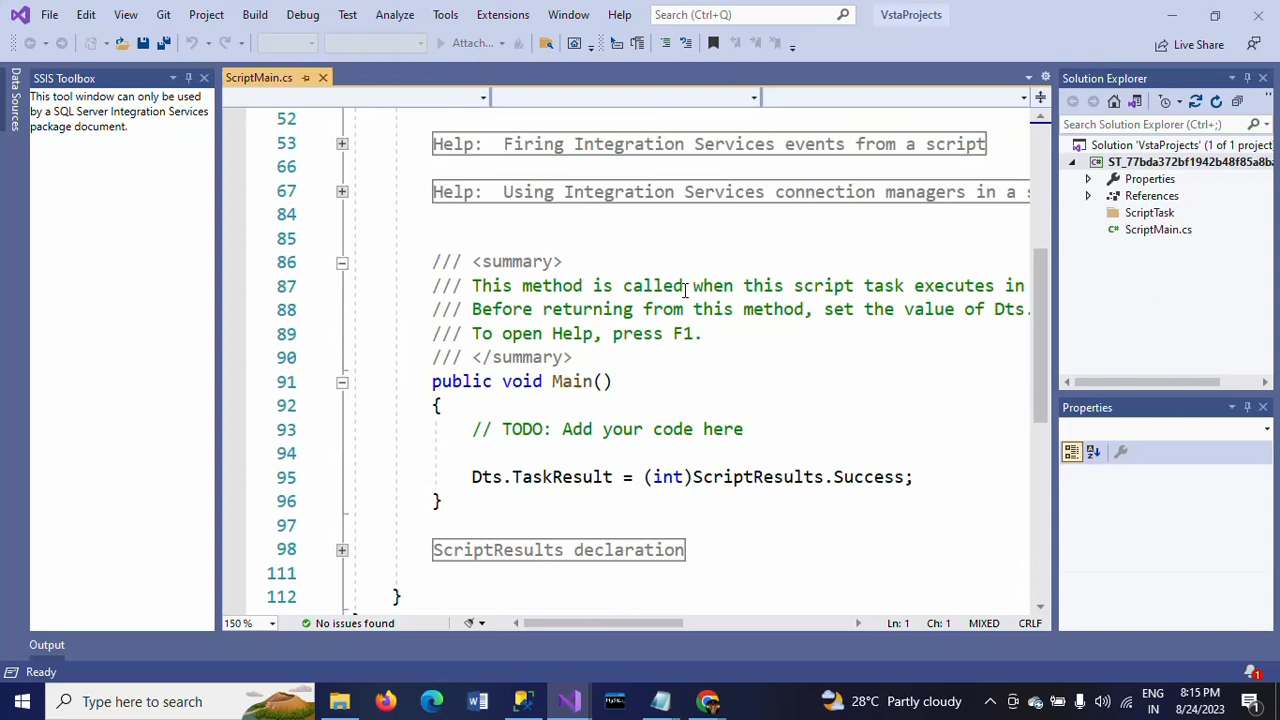 File Edit View Git Project Build Debug Test Analyze Tools Extensions Window Help Search (Ctrl+Q) VstaProjects
Attach... Live Share
SSIS Toolbox
This tool window can only be used
by a SQL Server Integration Services
package document.
Data Sources
ScriptMain.cs
52
53 Help: Firing Integration Services events from a script
66
67 Help: Using Integration Services connection managers in a s
84
85
86 /// <summary>
87 /// This method is called when this script task executes in
88 /// Before returning from this method, set the value of Dts.
89 /// To open Help, press F1.
90 /// </summary>
91 public void Main()
92 {
93 // TODO: Add your code here
94
95 Dts.TaskResult = (int)ScriptResults.Success;
96 }
97
98 ScriptResults declaration
111
112 }
150 % No issues found Ln: 1 Ch: 1 MIXED CRLF
Solution Explorer
Search Solution Explorer (Ctrl+;)
Solution 'VstaProjects' (1 of 1 project
ST_77bda372bf1942b48f85a8ba
Properties
References
ScriptTask
ScriptMain.cs
Properties
Output
Ready
1
Type here to search
28°C Partly cloudy
ENG
IN
8:15 PM
8/24/2023